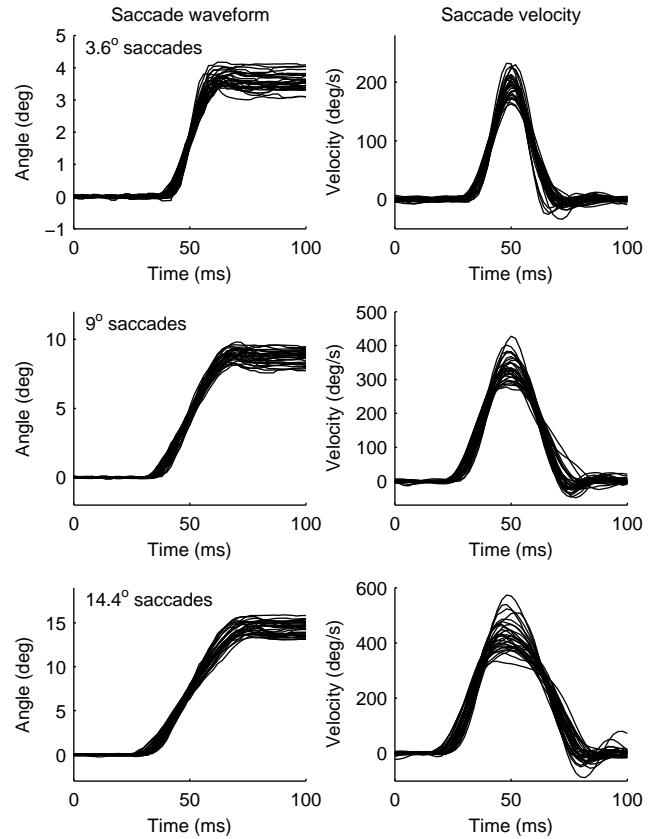 Saccade waveform
Saccade velocity
3.6° saccades
5
4
3
2
1
0
−1
Angle (deg)
0
50
100
Time (ms)
200
100
0
Velocity (deg/s)
0
50
100
Time (ms)
9° saccades
10
5
0
Angle (deg)
0
50
100
Time (ms)
500
400
300
200
100
0
Velocity (deg/s)
0
50
100
Time (ms)
14.4° saccades
15
10
5
0
Angle (deg)
0
50
100
Time (ms)
600
400
200
0
Velocity (deg/s)
0
50
100
Time (ms)